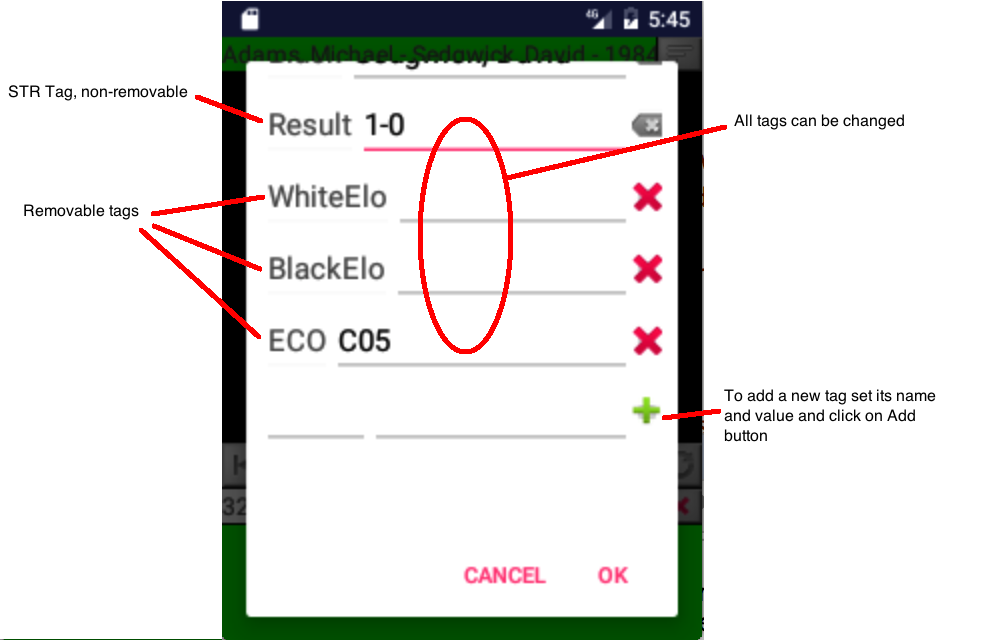 4G 5:45
Adams, Michael - Sedgwick, David - 1984
STR Tag, non-removable
Result 1-0
All tags can be changed
WhiteElo
Removable tags
BlackElo
ECO C05
To add a new tag set its name
and value and click on Add
button
32
CANCEL OK